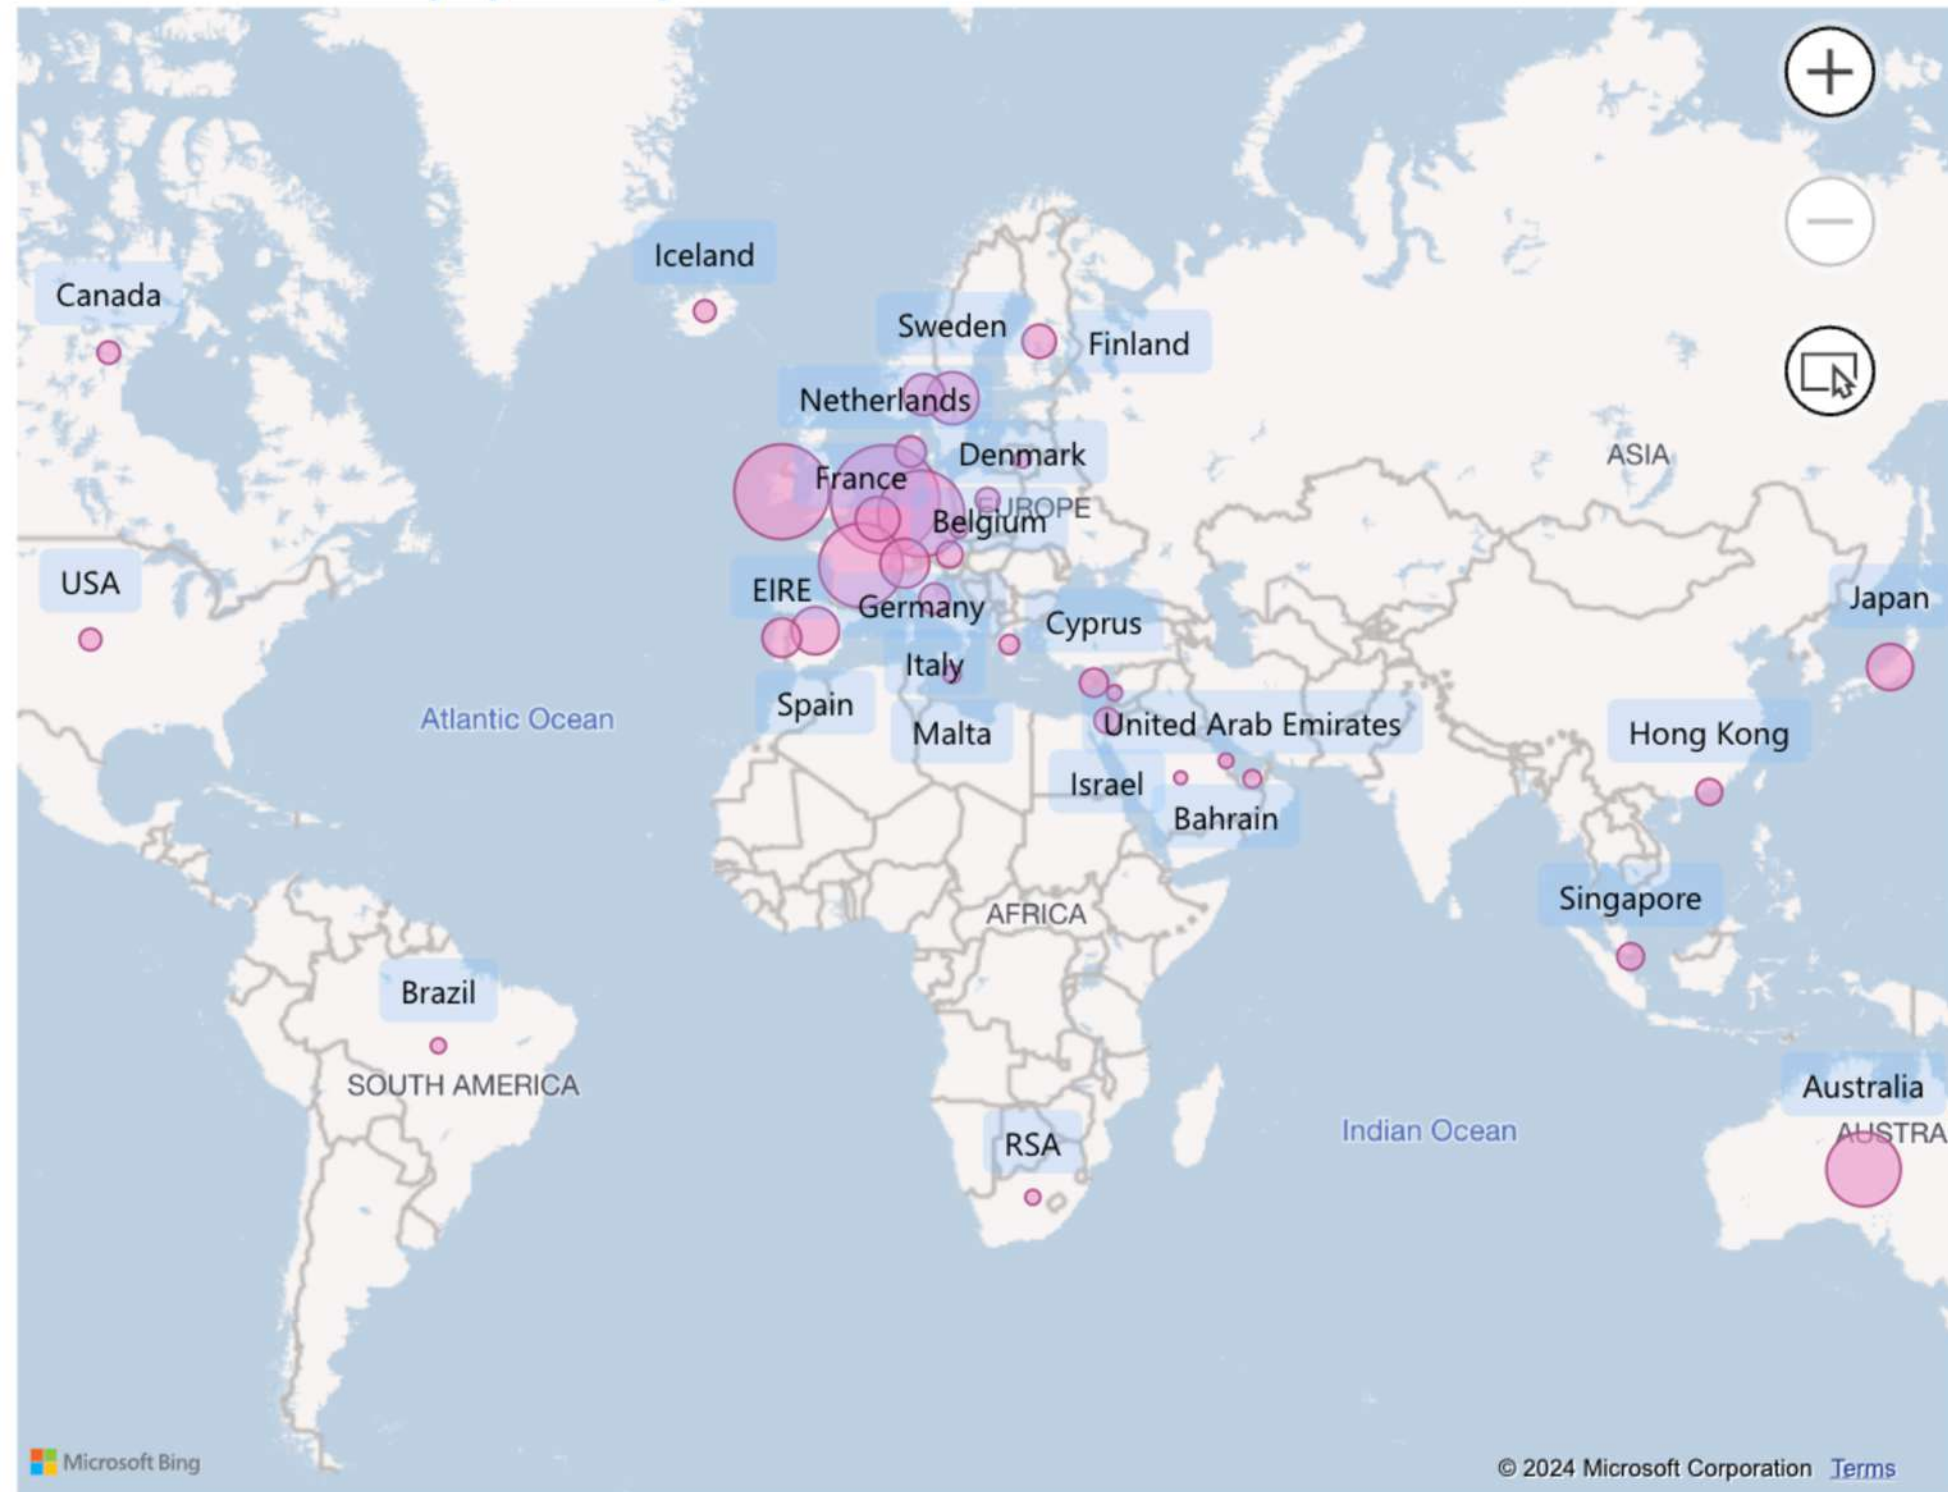 Iceland
Canada
Sweden
Finland
Netherlands
Denmark
ASIA
France
EUROPE
Belgium
USA
EIRE
Germany
Japan
Cyprus
Italy
Spain
Atlantic Ocean
United Arab Emirates
Malta
Hong Kong
Israel
Bahrain
Singapore
AFRICA
Brazil
SOUTH AMERICA
Australia
AUSTRA
Indian Ocean
RSA
Microsoft Bing
© 2024 Microsoft Corporation Terms